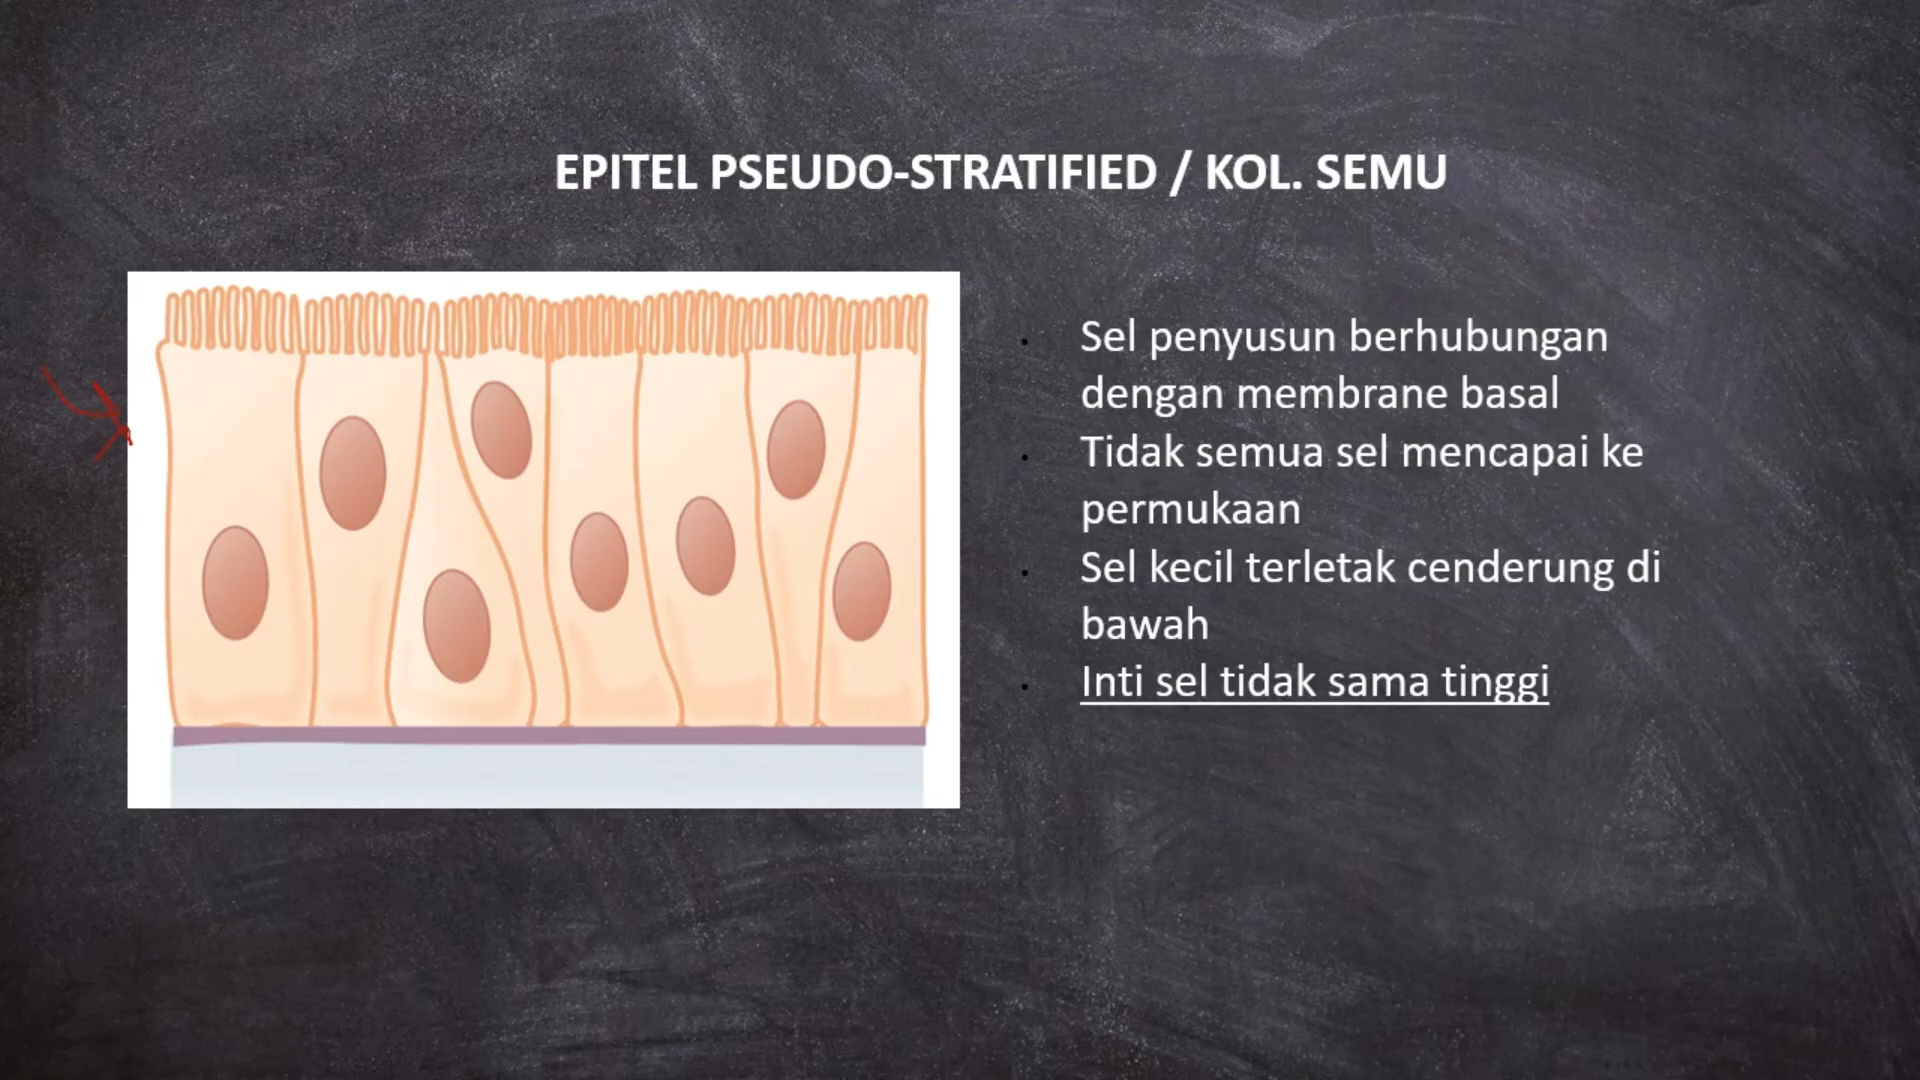 EPITEL PSEUDO-STRATIFIED / KOL. SEMU
Sel penyusun berhubungan
dengan membrane basal
Tidak semua sel mencapai ke
permukaan
Sel kecil terletak cenderung di
bawah
Inti sel tidak sama tinggi